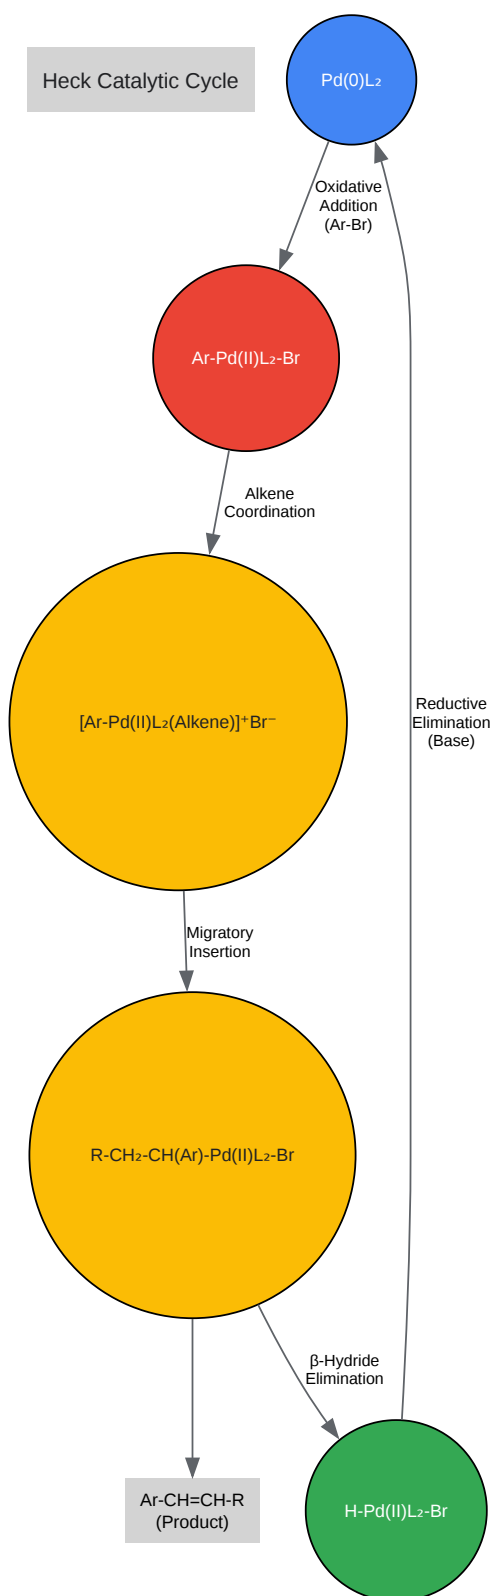 Heck Catalytic Cycle
Pd(0)L₂
Oxidative
Addition
(Ar-Br)
Ar-Pd(II)L₂-Br
Alkene
Coordination
[Ar-Pd(II)L₂(Alkene)]⁺Br⁻
Reductive
Elimination
(Base)
Migratory
Insertion
R-CH₂-CH(Ar)-Pd(II)L₂-Br
β-Hydride
Elimination
Ar-CH=CH-R
(Product)
H-Pd(II)L₂-Br